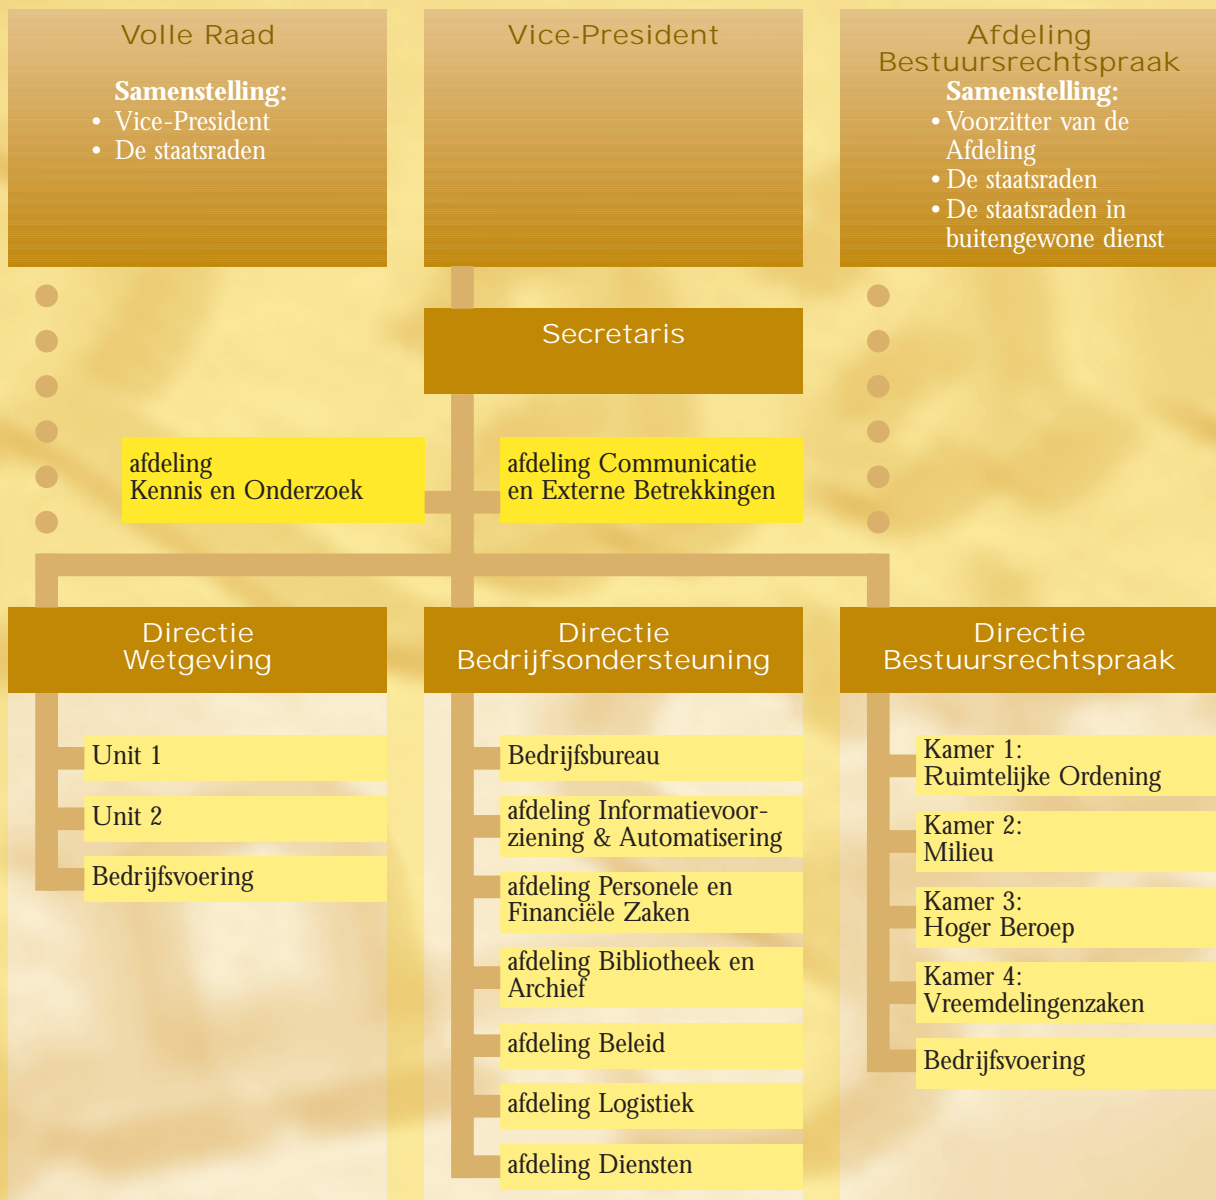 Volle Raad
Samenstelling:
• Vice-President
• De staatsraden
Vice-President
Afdeling
Bestuursrechtspraak
Samenstelling:
• Voorzitter van de
Afdeling
• De staatsraden
• De staatsraden in
buitengewone dienst
Secretaris
afdeling
Kennis en Onderzoek
afdeling Communicatie
en Externe Betrekkingen
Directie
Wetgeving
Unit 1
Unit 2
Bedrijfsvoering
Directie
Bedrijfsondersteuning
Bedrijfsbureau
afdeling Informatievoor-
ziening & Automatisering
afdeling Personele en
Financiële Zaken
afdeling Bibliotheek en
Archief
afdeling Beleid
afdeling Logistiek
afdeling Diensten
Directie
Bestuursrechtspraak
Kamer 1:
Ruimtelijke Ordening
Kamer 2:
Milieu
Kamer 3:
Hoger Beroep
Kamer 4:
Vreemdelingenzaken
Bedrijfsvoering